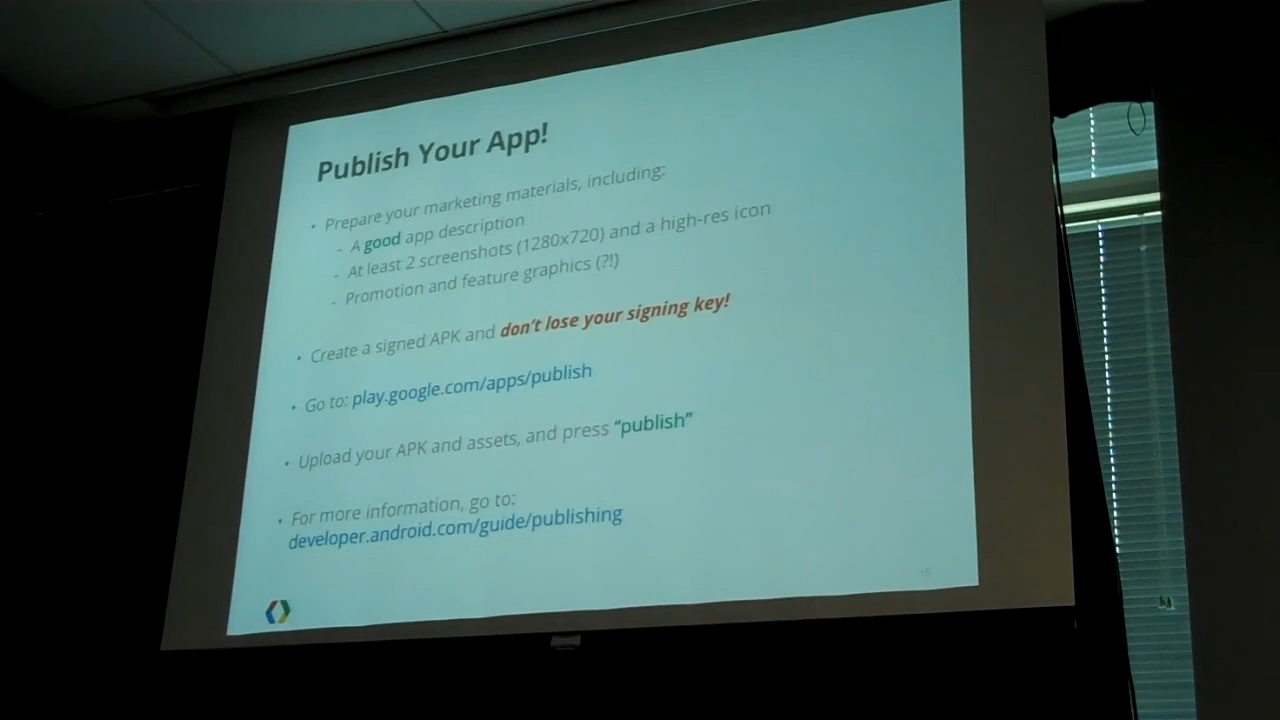 Publish Your App!
• Prepare your marketing materials, including:
- A good app description
- At least 2 screenshots (1280x720) and a high-res icon
- Promotion and feature graphics (?!)
• Create a signed APK and don't lose your signing key!
• Go to: play.google.com/apps/publish
• Upload your APK and assets, and press “publish”
• For more information, go to:
developer.android.com/guide/publishing